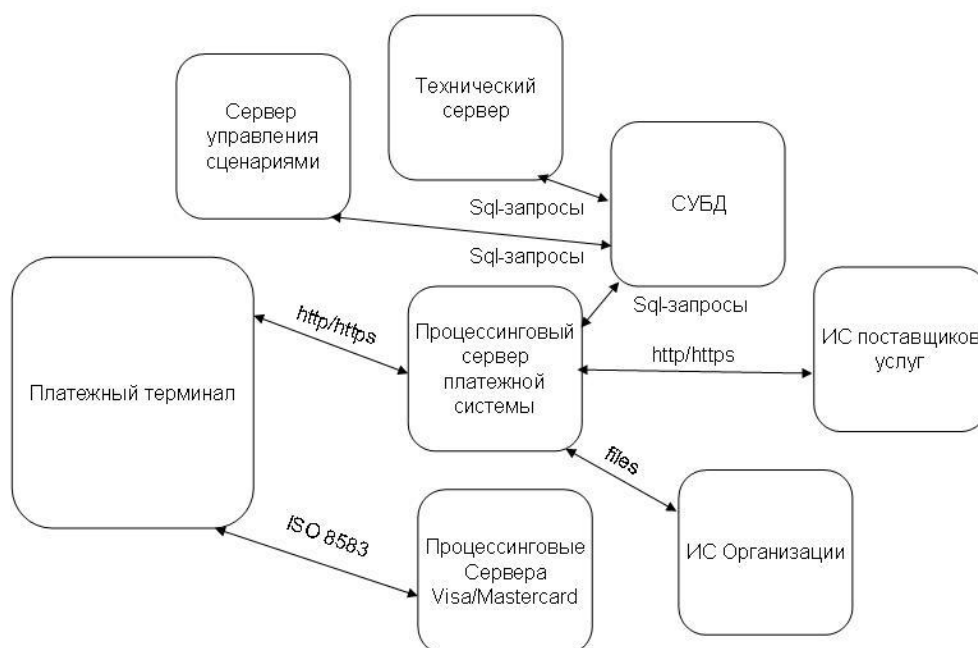 Технический
сервер
Сервер
управления
сценариями
СУБД
Sql-запросы
Sql-запросы
Sql-запросы
http/https
Процессинговый
сервер
платежной
системы
http/https
ИС поставщиков
услуг
Платежный терминал
files
ISO 8583
Процессинговые
Сервера
Visa/Mastercard
ИС Организации